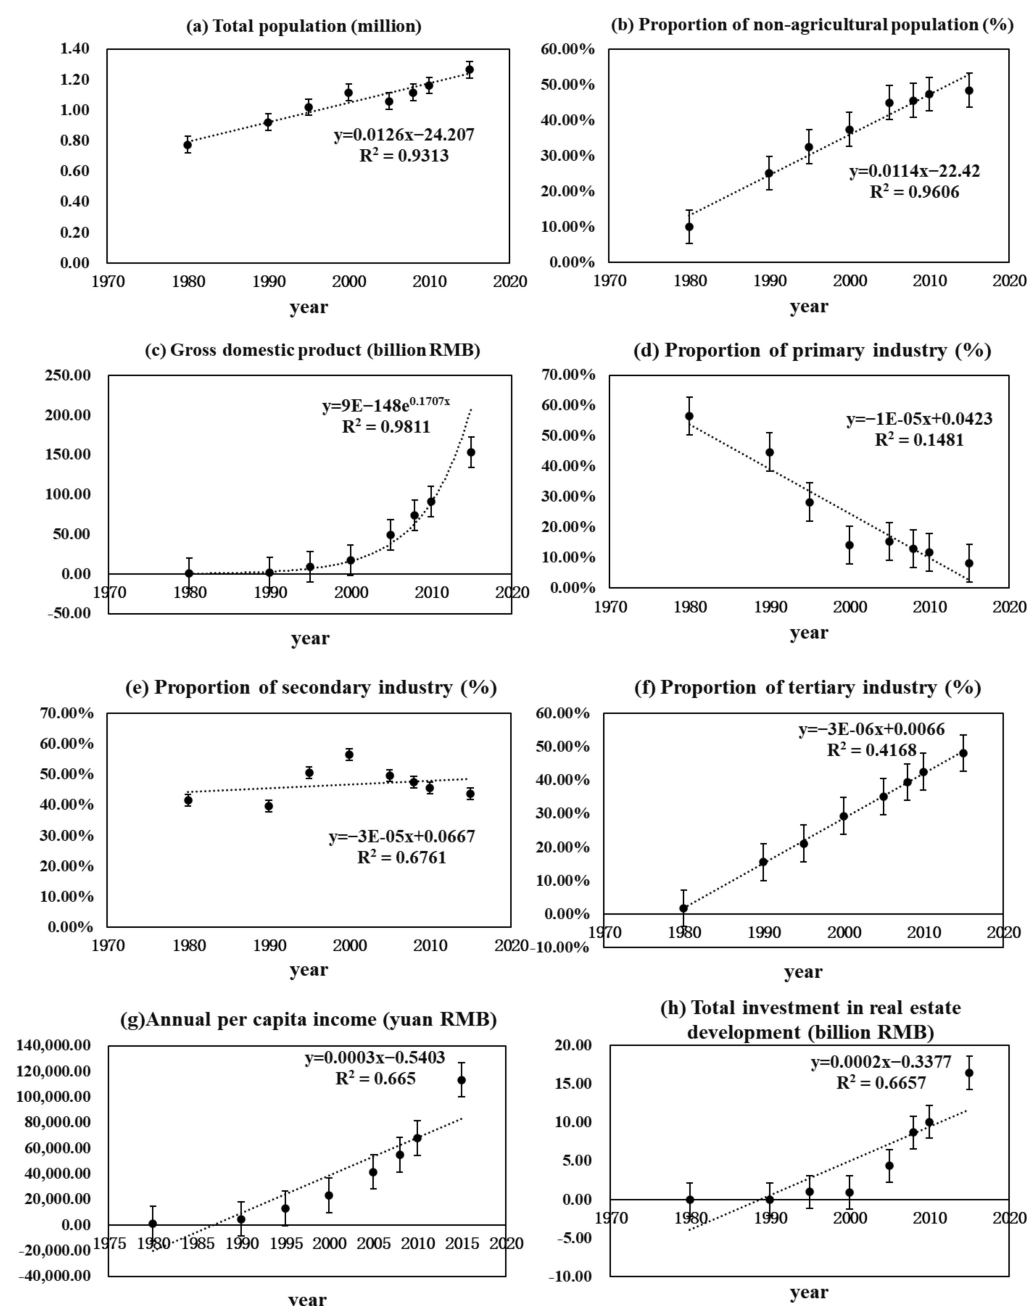 (a) Total population (million)
1.40
1.20
1.00
0.80
0.60
0.40
0.20
0.00
y=0.0126x−24.207
R² = 0.9313
1970 1980 1990 2000 2010 2020
year
(b) Proportion of non-agricultural population (%)
60.00%
50.00%
40.00%
30.00%
20.00%
10.00%
0.00%
y=0.0114x−22.42
R² = 0.9606
1970 1980 1990 2000 2010 2020
year
(c) Gross domestic product (billion RMB)
250.00
200.00
150.00
100.00
50.00
0.00
-50.00
y=9E−148e^0.1707x
R² = 0.9811
1970 1980 1990 2000 2010 2020
year
(d) Proportion of primary industry (%)
70.00%
60.00%
50.00%
40.00%
30.00%
20.00%
10.00%
0.00%
y=−1E-05x+0.0423
R² = 0.1481
1970 1980 1990 2000 2010 2020
year
(e) Proportion of secondary industry (%)
70.00%
60.00%
50.00%
40.00%
30.00%
20.00%
10.00%
0.00%
y=−3E-05x+0.0667
R² = 0.6761
1970 1980 1990 2000 2010 2020
year
(f) Proportion of tertiary industry (%)
60.00%
50.00%
40.00%
30.00%
20.00%
10.00%
0.00%
-10.00%
y=−3E-06x+0.0066
R² = 0.4168
1970 1980 1990 2000 2010 2020
year
(g)Annual per capita income (yuan RMB)
140,000.00
120,000.00
100,000.00
80,000.00
60,000.00
40,000.00
20,000.00
0.00
-20,000.00
-40,000.00
y=0.0003x−0.5403
R² = 0.665
1975 1980 1985 1990 1995 2000 2005 2010 2015 2020
year
(h) Total investment in real estate
development (billion RMB)
20.00
15.00
10.00
5.00
0.00
-5.00
-10.00
y=0.0002x−0.3377
R² = 0.6657
1970 1980 1990 2000 2010 2020
year